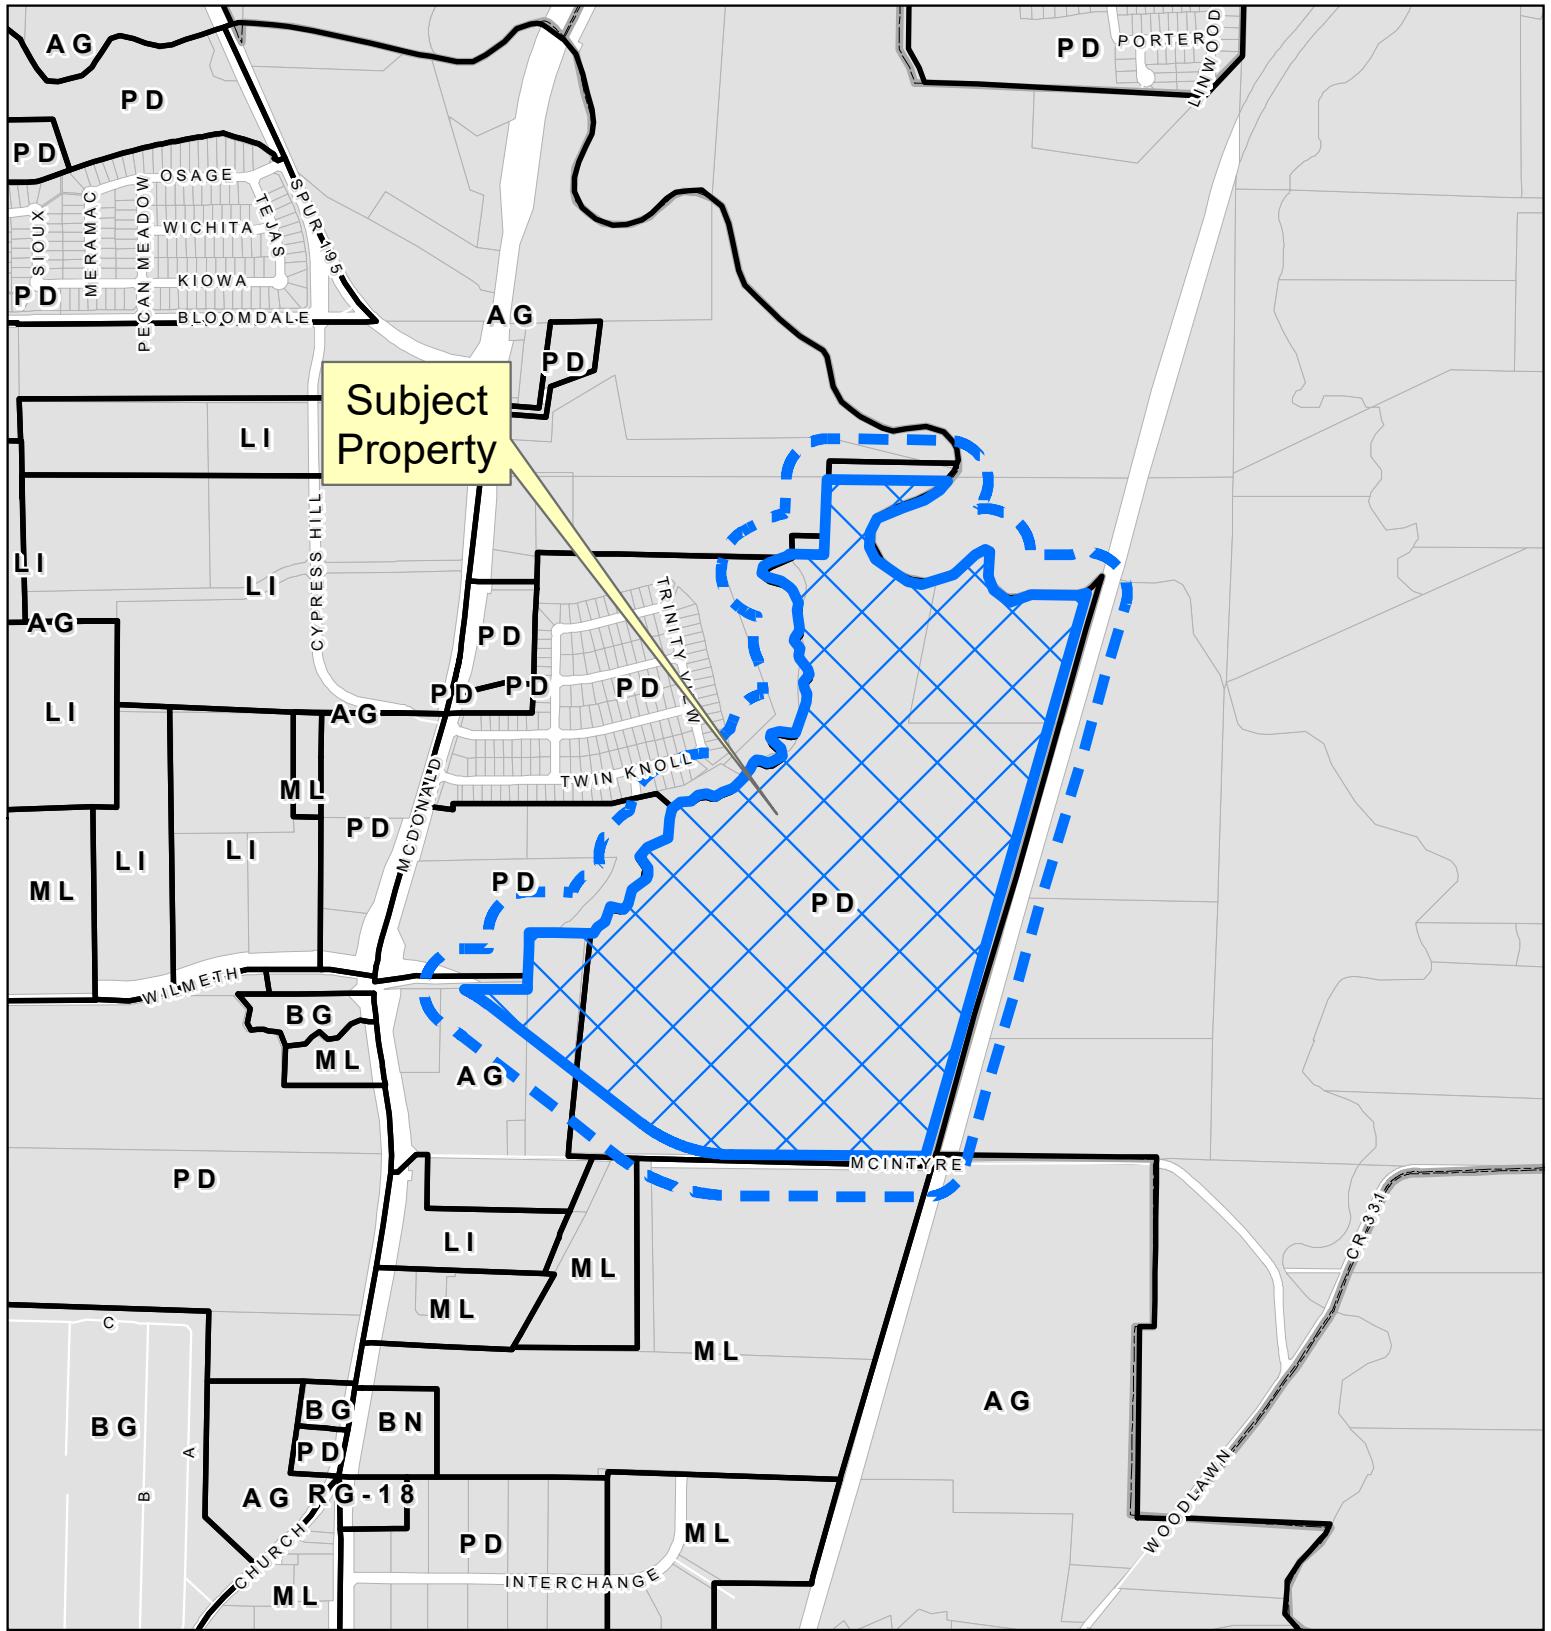 AG
PD
PORTER
LINWOOD
PD
PD
OSAGE
SPUR 195
TEJAS
SIOUX
MERAMAC
PECAN MEADOW
WICHITA
KIOWA
PD
BLOOMDALE
AG
PD
Subject
Property
LI
CYPRESS HILL
LI
LI
TRINITY VIEW
AG
PD
PD
PD
PD
LI
AG
TWIN KNOLL
ML
MCDONALD
PD
LI
LI
ML
PD
PD
WILMETH
BG
ML
AG
MCINTYRE
PD
CR 331
LI
ML
ML
C
ML
AG
BG
BG
BN
A
PD
B
AG
RG-18
WOODLAWN
CHURCH
PD
ML
INTERCHANGE
ML